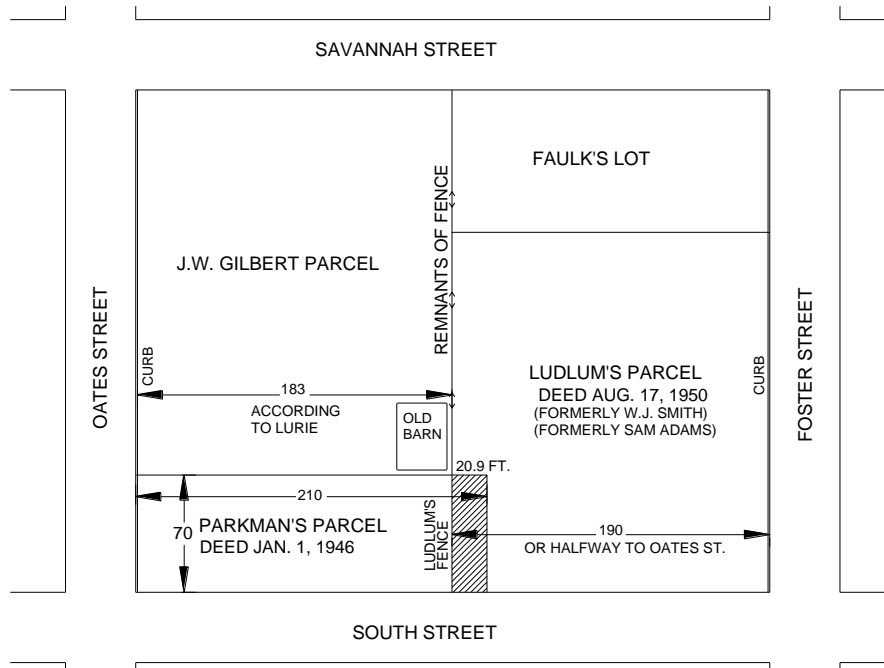 SAVANNAH STREET
FAULK'S LOT
REMNANTS OF FENCE
J.W. GILBERT PARCEL
OATES STREET
CURB
183
ACCORDING
TO LURIE
OLD
BARN
LUDLUM'S PARCEL
DEED AUG. 17, 1950
(FORMERLY W.J. SMITH)
(FORMERLY SAM ADAMS)
CURB
FOSTER STREET
20.9 FT.
210
70
PARKMAN'S PARCEL
DEED JAN. 1, 1946
LUDLUM'S
FENCE
190
OR HALFWAY TO OATES ST.
SOUTH STREET